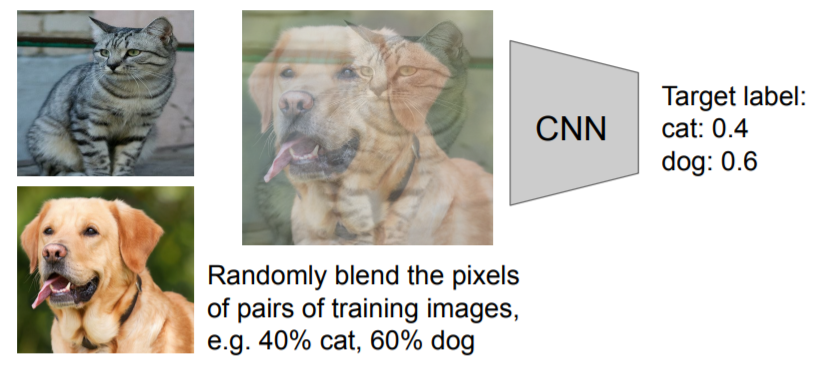 CNN
Target label:
cat: 0.4
dog: 0.6
Randomly blend the pixels
of pairs of training images,
e.g. 40% cat, 60% dog